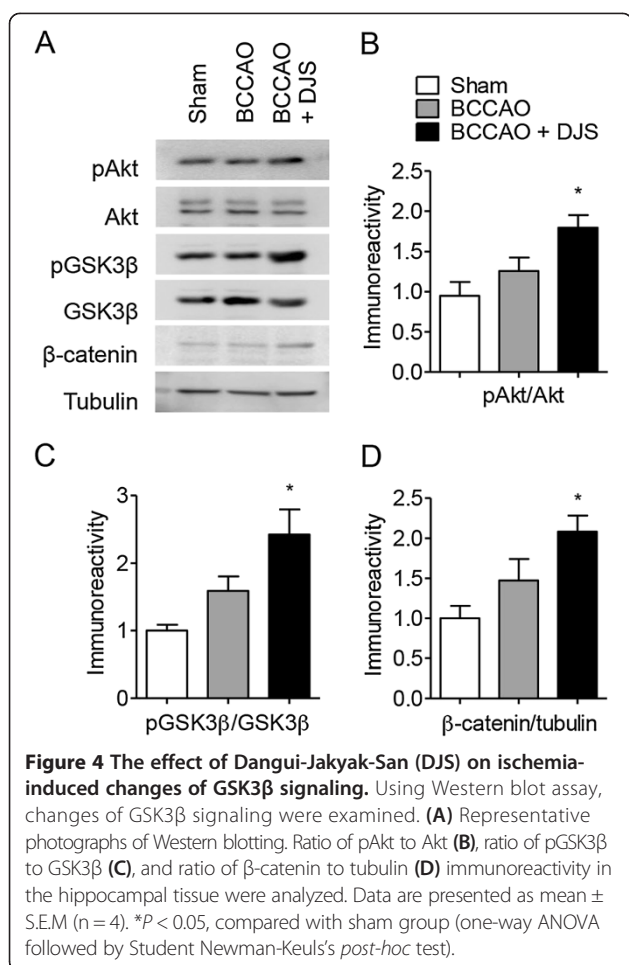 A
B
Sham
BCCAO
BCCAO
+ DJS
pAkt
Akt
pGSK3β
GSK3β
β-catenin
Tubulin
Sham
BCCAO
BCCAO + DJS
Immunoreactivity
2.5
2.0
1.5
1.0
0.5
0.0
*
pAkt/Akt
C
Immunoreactivity
3
2
1
0
*
pGSK3β/GSK3β
D
Immunoreactivity
2.5
2.0
1.5
1.0
0.5
0.0
*
β-catenin/tubulin
Figure 4 The effect of Dangui-Jakyak-San (DJS) on ischemia-
induced changes of GSK3β signaling. Using Western blot assay,
changes of GSK3β signaling were examined. (A) Representative
photographs of Western blotting. Ratio of pAkt to Akt (B), ratio of pGSK3β
to GSK3β (C), and ratio of β-catenin to tubulin (D) immunoreactivity in
the hippocampal tissue were analyzed. Data are presented as mean ±
S.E.M (n = 4). *P < 0.05, compared with sham group (one-way ANOVA
followed by Student Newman-Keuls's post-hoc test).